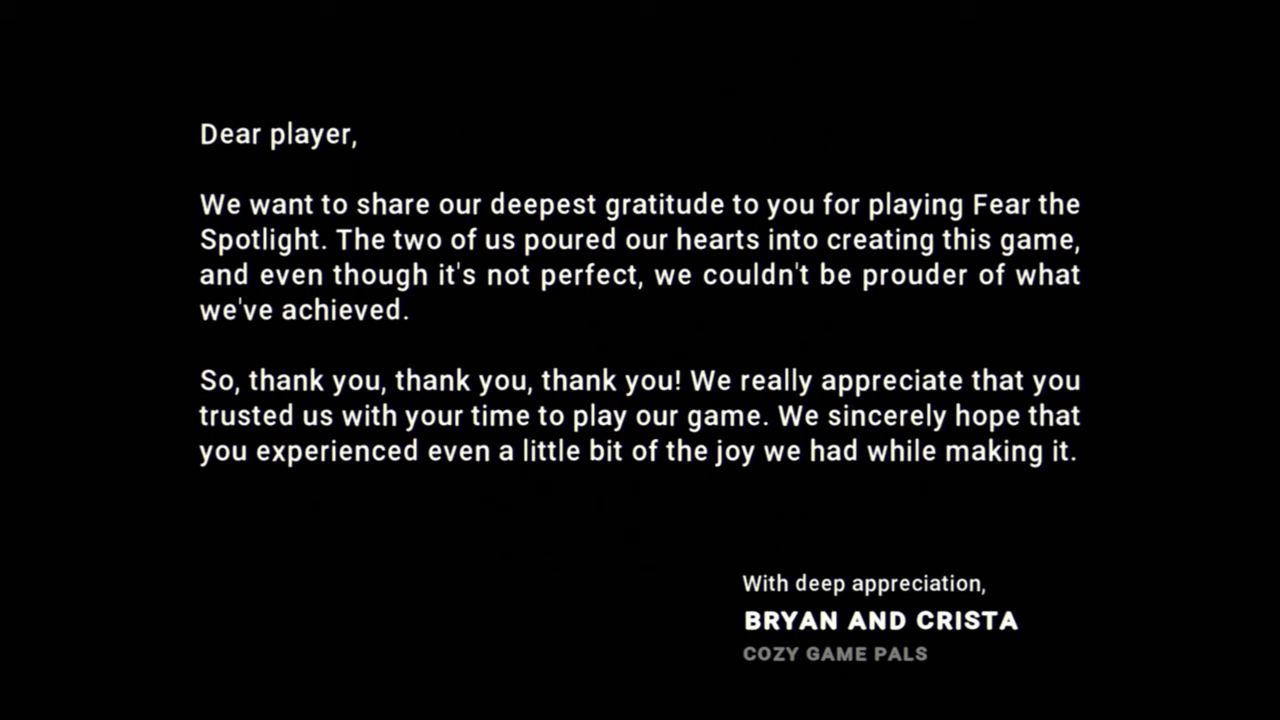 Dear player,
We want to share our deepest gratitude to you for playing Fear the
Spotlight. The two of us poured our hearts into creating this game,
and even though it's not perfect, we couldn't be prouder of what
we've achieved.
So, thank you, thank you, thank you! We really appreciate that you
trusted us with your time to play our game. We sincerely hope that
you experienced even a little bit of the joy we had while making it.
With deep appreciation,
BRYAN AND CRISTA
COZY GAME PALS